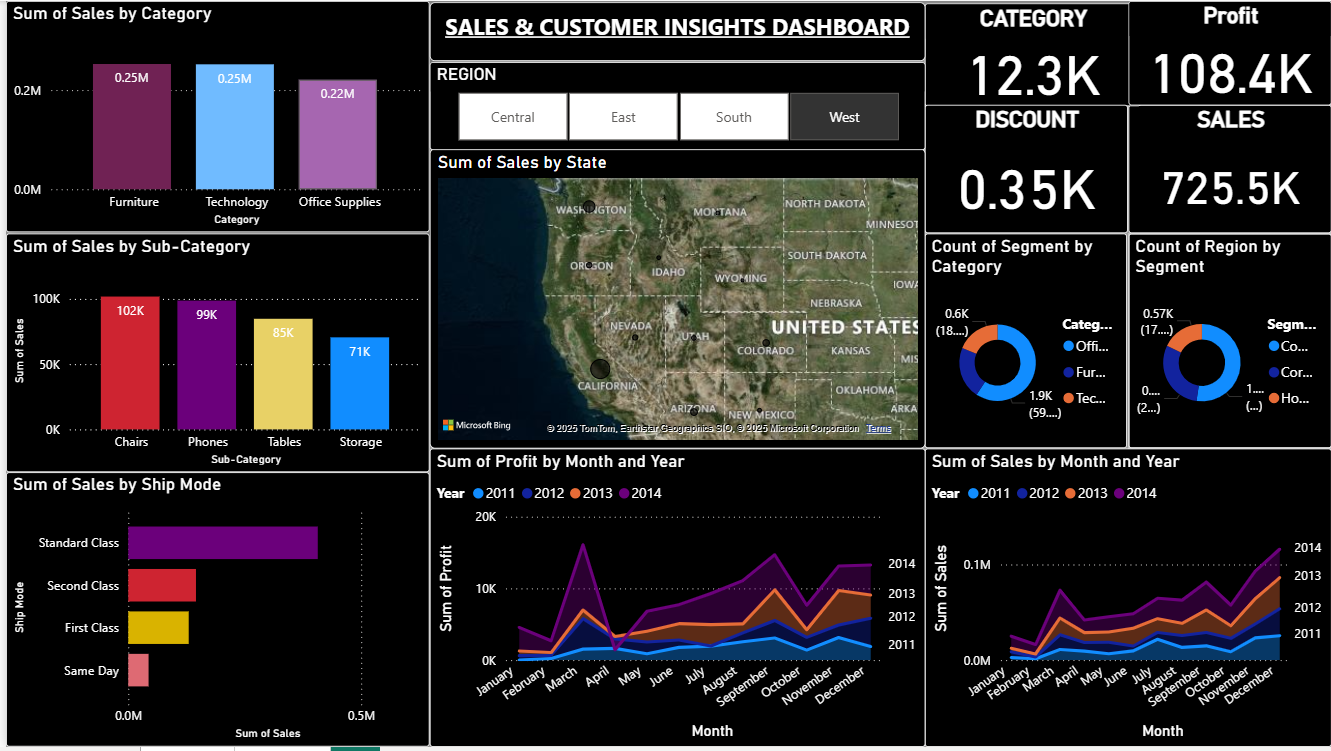 Sum of Sales by Category
0.2M
0.0M
0.25M
0.25M
0.22M
Furniture
Technology
Office Supplies
Category
Sum of Sales by Sub-Category
Sum of Sales
100K
50K
0K
102K
99K
85K
71K
Chairs
Phones
Tables
Storage
Sub-Category
Sum of Sales by Ship Mode
Ship Mode
Standard Class
Second Class
First Class
Same Day
0.0M
0.5M
Sum of Sales
SALES & CUSTOMER INSIGHTS DASHBOARD
REGION
Central
East
South
West
Sum of Sales by State
WASHINGTON
MONTANA
NORTH DAKOTA
MINNESOT
OREGON
IDAHO
SOUTH DAKOTA
WYOMING
IOWA
NEBRASKA
NEVADA
UTAH
UNITED STATES
COLORADO
KANSAS
MIS
CALIFORNIA
OKLAHOMA
ARIZONA
NEW MEXICO
ARKA
Microsoft Bing
© 2025 TomTom, Earthstar Geographics SIO, © 2025 Microsoft Corporation Terms
Sum of Profit by Month and Year
Year 2011 2012 2013 2014
Sum of Profit
20K
10K
0K
2014
2013
2012
2011
January
February
March
April
May
June
July
August
September
October
November
December
Month
CATEGORY
12.3K
Profit
108.4K
DISCOUNT
0.35K
SALES
725.5K
Count of Segment by
Category
0.6K
(18....)
1.9K
(59....)
Categ...
Offi...
Fur...
Tec...
Count of Region by
Segment
0.57K
(17....)
0....
(2...)
1....
(...)
Segm...
Co...
Cor...
Ho...
Sum of Sales by Month and Year
Year 2011 2012 2013 2014
Sum of Sales
0.1M
0.0M
2014
2013
2012
2011
January
February
March
April
May
June
July
August
September
October
November
December
Month